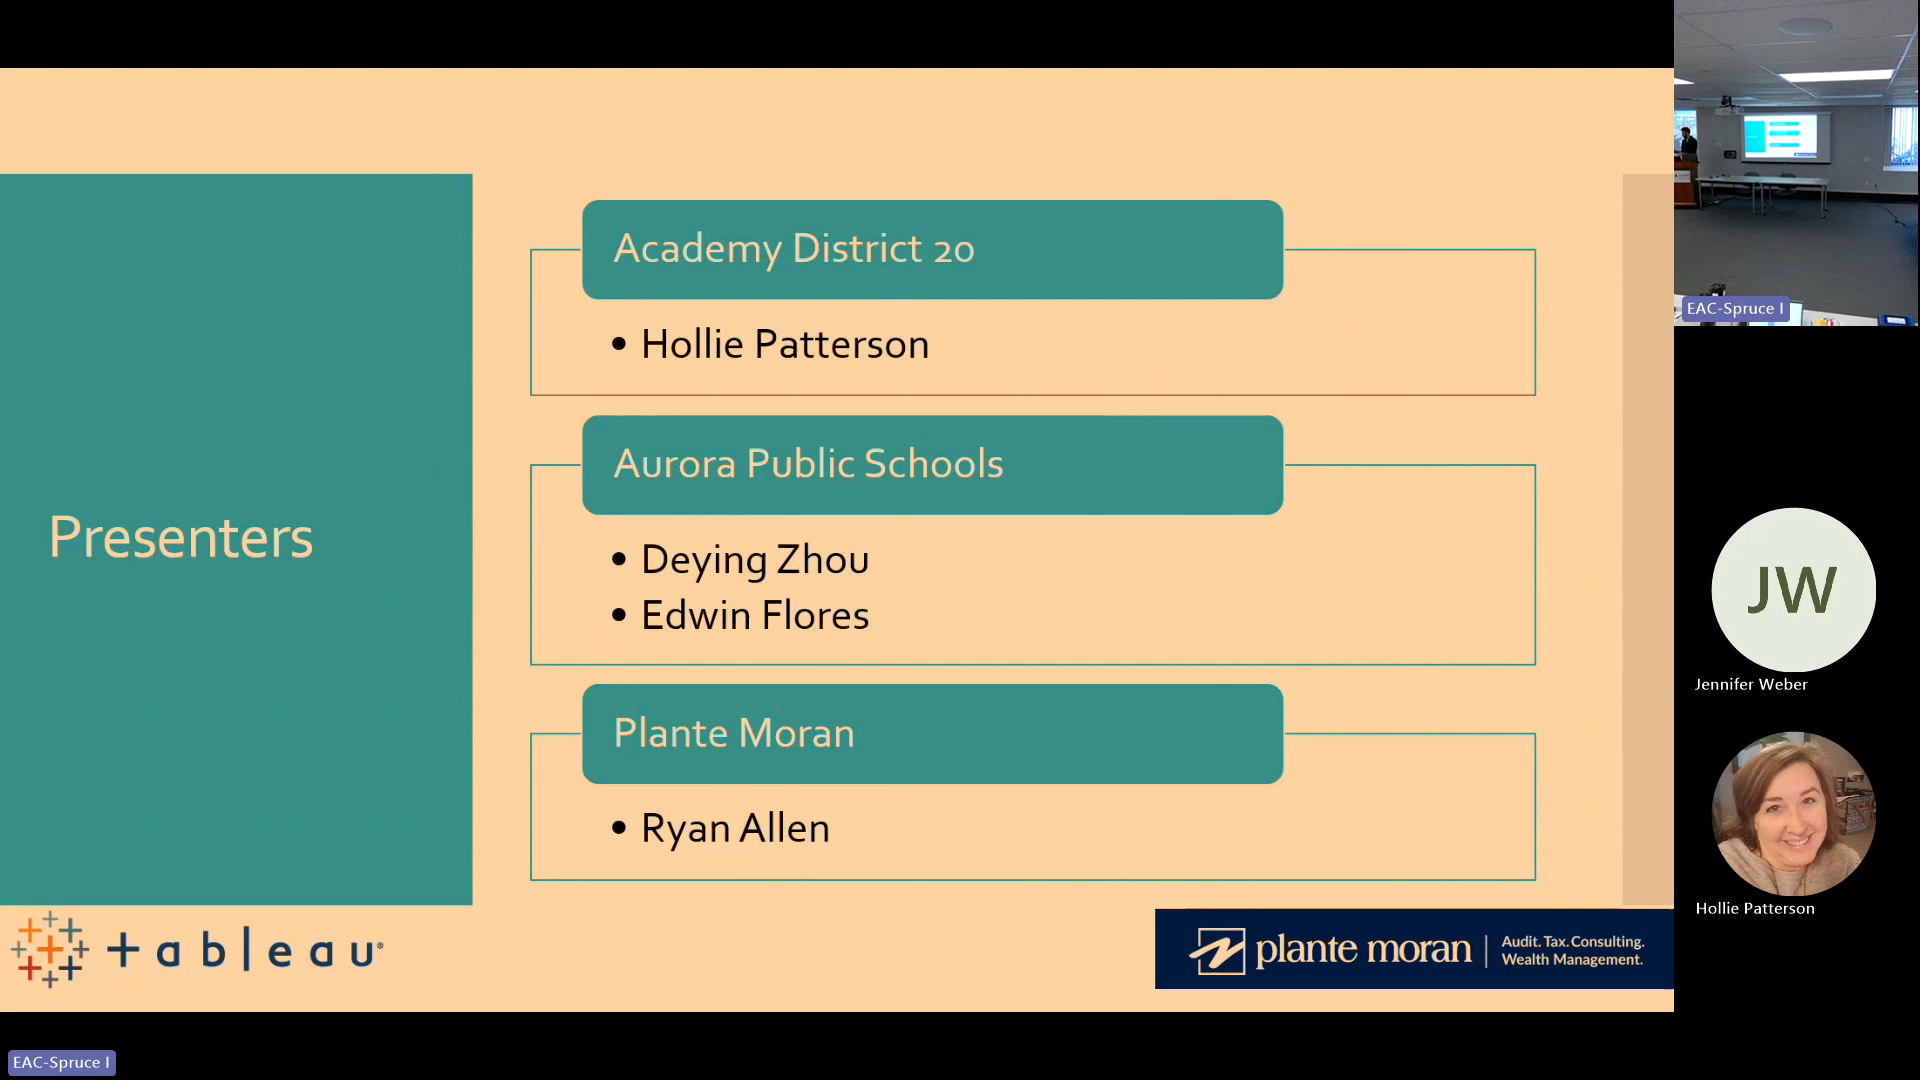 Presenters
Academy District 20
• Hollie Patterson
Aurora Public Schools
• Deying Zhou
• Edwin Flores
Plante Moran
• Ryan Allen
+ableau®
plante moran | Audit. Tax. Consulting.
Wealth Management.
EAC-Spruce I
JW
Jennifer Weber
Hollie Patterson
EAC-Spruce I